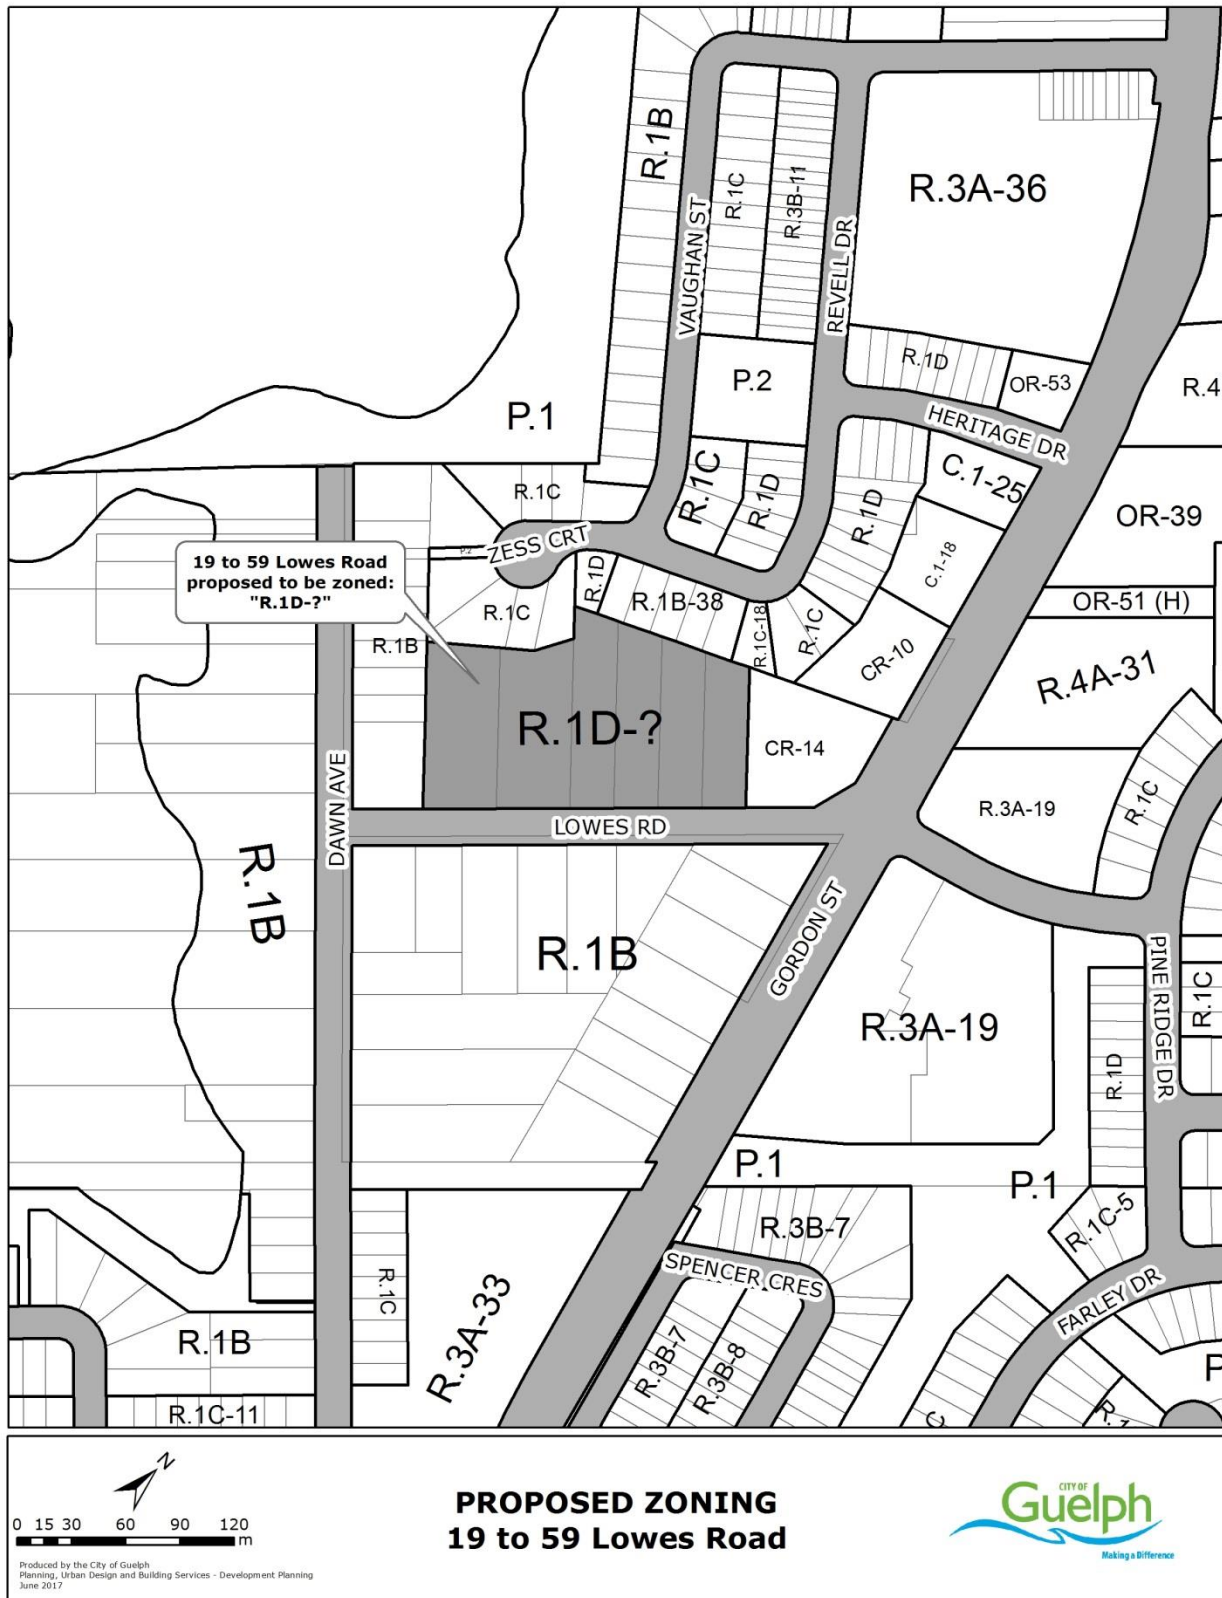 R.1B
R.1C
R.3B-11
R.3A-36
VAUGHAN ST
REVELL DR
R.1D
OR-53
R.4
P.2
P.1
HERITAGE DR
C.1-25
R.1C
R.1D
R.1D
OR-39
R.1C
ZESS CRT
P.2
C.1-18
19 to 59 Lowes Road
proposed to be zoned:
"R.1D-?"
R.1C
R.1D
R.1B-38
R.1C-18
R.1C
OR-51 (H)
R.1B
CR-10
R.4A-31
R.1D-?
CR-14
DAWN AVE
R.3A-19
R.1C
LOWES RD
R.1B
R.1B
GORDON ST
R.3A-19
PINE RIDGE DR
R.1C
R.1D
P.1
P.1
R.1C-5
R.3B-7
SPENCER CRES
FARLEY DR
R.1C
R.3A-33
R.1B
R.3B-7
R.3B-8
P
R.1C-11
C
R.1
N
0 15 30 60 90 120
m
Produced by the City of Guelph
Planning, Urban Design and Building Services - Development Planning
June 2017
PROPOSED ZONING
19 to 59 Lowes Road
CITY OF
Guelph
Making a Difference